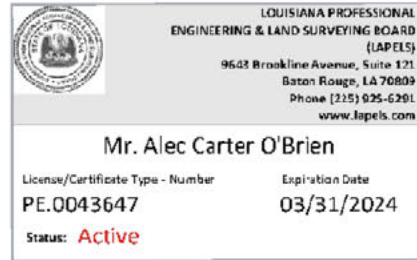 LOUISIANA PROFESSIONAL
ENGINEERING & LAND SURVEYING BOARD
(LAPELS)
9643 Brookline Avenue, Suite 121
Baton Rouge, LA 70809
Phone (225) 925-6291
www.lapels.com
Mr. Alec Carter O'Brien
License/Certificate Type - Number Expiration Date
PE.0043647 03/31/2024
Status: Active